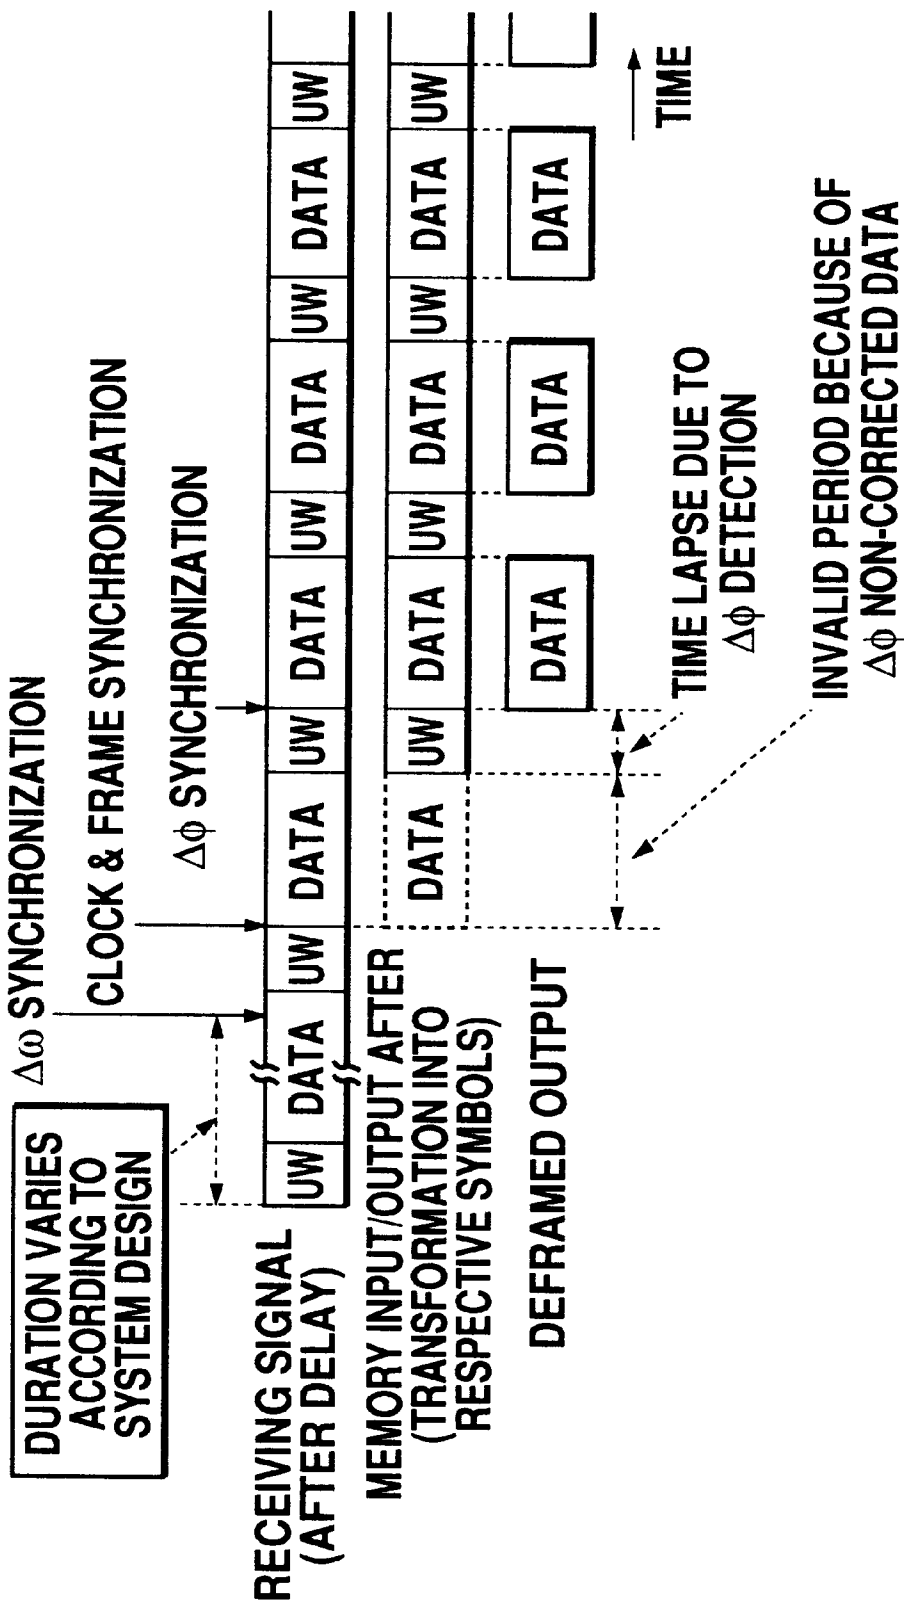 DURATION VARIES
ACCORDING TO
SYSTEM DESIGN
Δω SYNCHRONIZATION
CLOCK & FRAME SYNCHRONIZATION
Δϕ SYNCHRONIZATION
RECEIVING SIGNAL
(AFTER DELAY)
UW DATA UW DATA UW DATA UW DATA UW DATA UW
MEMORY INPUT/OUTPUT AFTER
(TRANSFORMATION INTO
RESPECTIVE SYMBOLS)
DATA UW DATA UW DATA UW DATA UW
DEFRAMED OUTPUT
DATA DATA DATA
TIME
TIME LAPSE DUE TO
Δϕ DETECTION
INVALID PERIOD BECAUSE OF
Δϕ NON-CORRECTED DATA